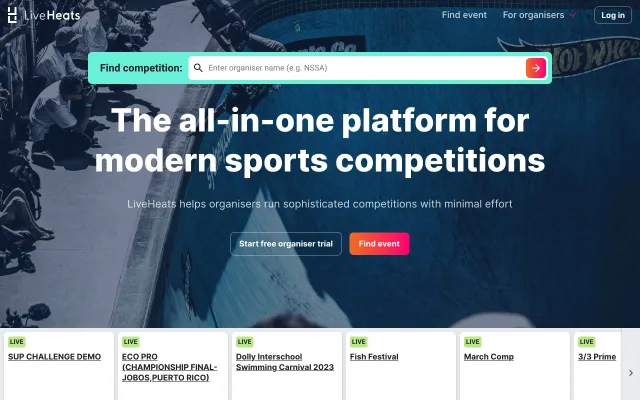 LiveHeats
Find event
For organisers
Log in
Find competition:
Enter organiser name (e.g. NSSA)
The all-in-one platform for
modern sports competitions
LiveHeats helps organisers run sophisticated competitions with minimal effort
Start free organiser trial
Find event
LIVE
SUP CHALLENGE DEMO
LIVE
ECO PRO
(CHAMPIONSHIP FINAL-
JOBOS,PUERTO RICO)
LIVE
Dolly Interschool
Swimming Carnival 2023
LIVE
Fish Festival
LIVE
March Comp
LIVE
3/3 Prime